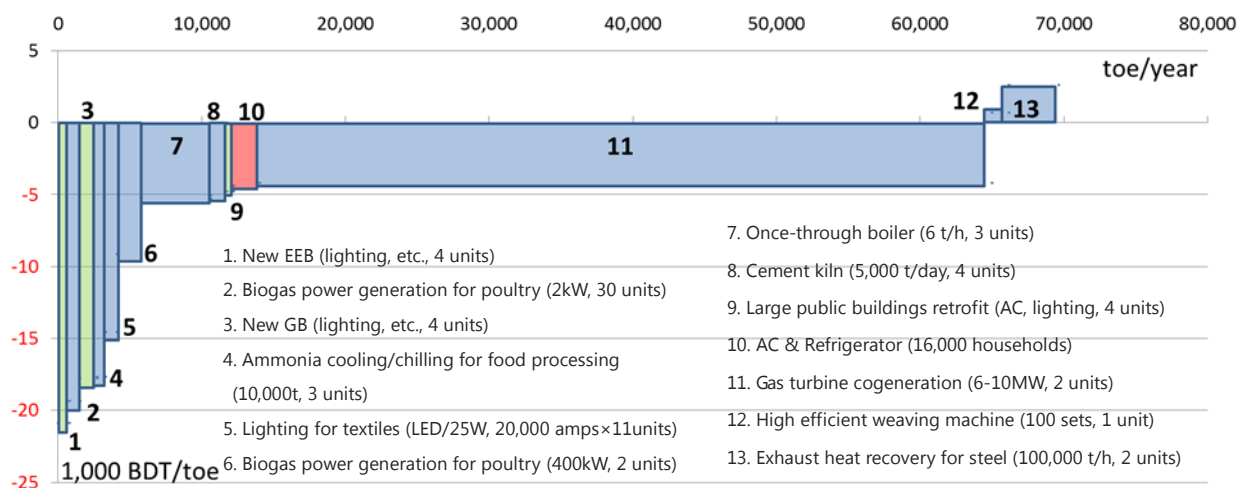 0 10,000 20,000 30,000 40,000 50,000 60,000 70,000 80,000
5
toe/year
0
-5
-10
-15
-20
-25
1,000 BDT/toe
1
2
3
4
5
6
7
8
9
10
11
12
13
1. New EEB (lighting, etc., 4 units)
2. Biogas power generation for poultry (2kW, 30 units)
3. New GB (lighting, etc., 4 units)
4. Ammonia cooling/chilling for food processing
(10,000t, 3 units)
5. Lighting for textiles (LED/25W, 20,000 amps×11units)
6. Biogas power generation for poultry (400kW, 2 units)
7. Once-through boiler (6 t/h, 3 units)
8. Cement kiln (5,000 t/day, 4 units)
9. Large public buildings retrofit (AC, lighting, 4 units)
10. AC & Refrigerator (16,000 households)
11. Gas turbine cogeneration (6-10MW, 2 units)
12. High efficient weaving machine (100 sets, 1 unit)
13. Exhaust heat recovery for steel (100,000 t/h, 2 units)